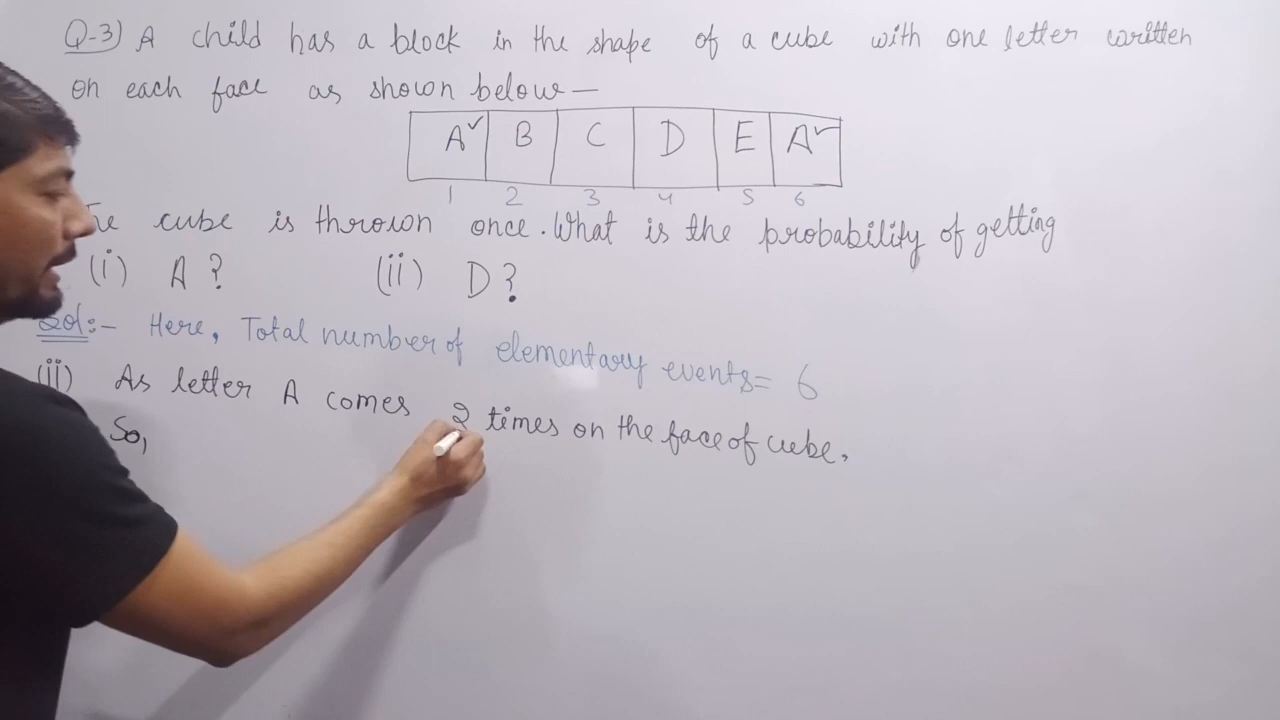 Q-3) A child has a block in the shape of a cube with one letter written
on each face as shown below—
A✓ B C D E A✓
1 2 3 4 5 6
cube is thrown once. What is the probability of getting
(i) A ? (ii) D ?
Sol:- Here, Total number of elementary events= 6
(ii) As letter A comes 2 times on the face of cube,
So,